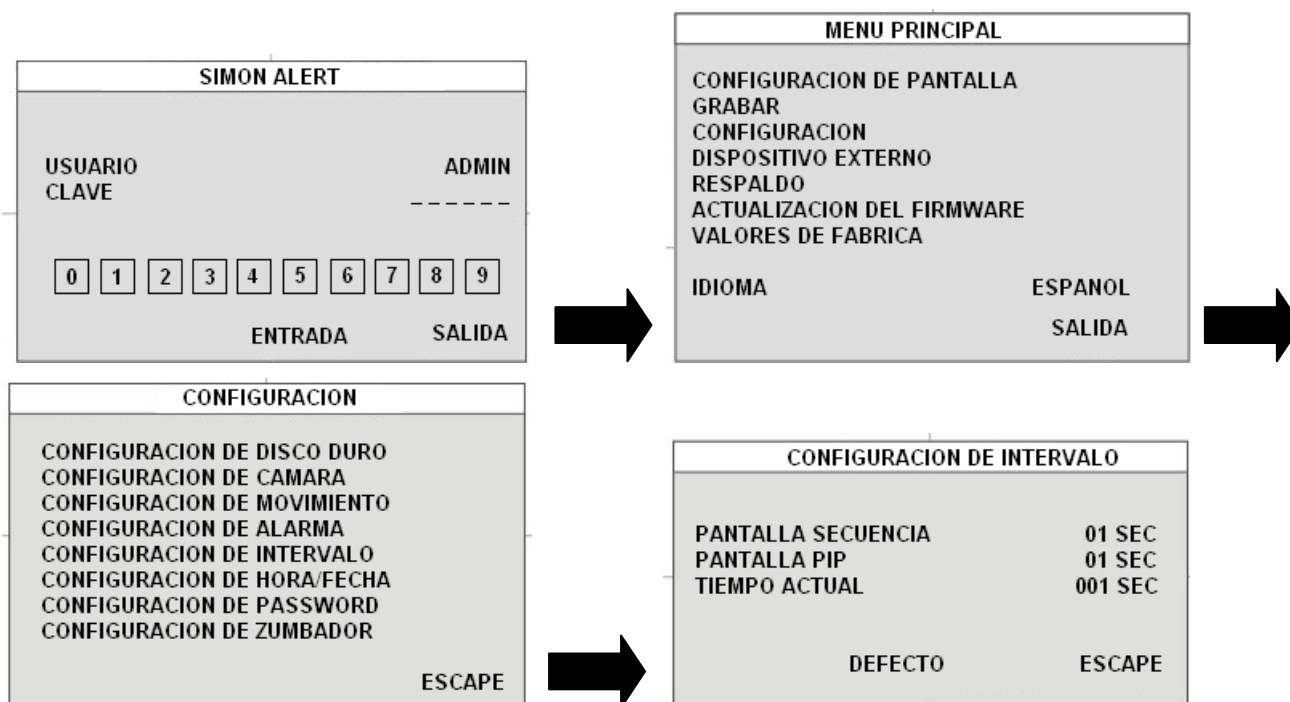 SIMON ALERT
USUARIO ADMIN
CLAVE _ _ _ _ _ _
0 1 2 3 4 5 6 7 8 9
ENTRADA SALIDA
MENU PRINCIPAL
CONFIGURACION DE PANTALLA
GRABAR
CONFIGURACION
DISPOSITIVO EXTERNO
RESPALDO
ACTUALIZACION DEL FIRMWARE
VALORES DE FABRICA
IDIOMA ESPANOL
SALIDA
CONFIGURACION
CONFIGURACION DE DISCO DURO
CONFIGURACION DE CAMARA
CONFIGURACION DE MOVIMIENTO
CONFIGURACION DE ALARMA
CONFIGURACION DE INTERVALO
CONFIGURACION DE HORA/FECHA
CONFIGURACION DE PASSWORD
CONFIGURACION DE ZUMBADOR
ESCAPE
CONFIGURACION DE INTERVALO
PANTALLA SECUENCIA 01 SEC
PANTALLA PIP 01 SEC
TIEMPO ACTUAL 001 SEC
DEFECTO ESCAPE